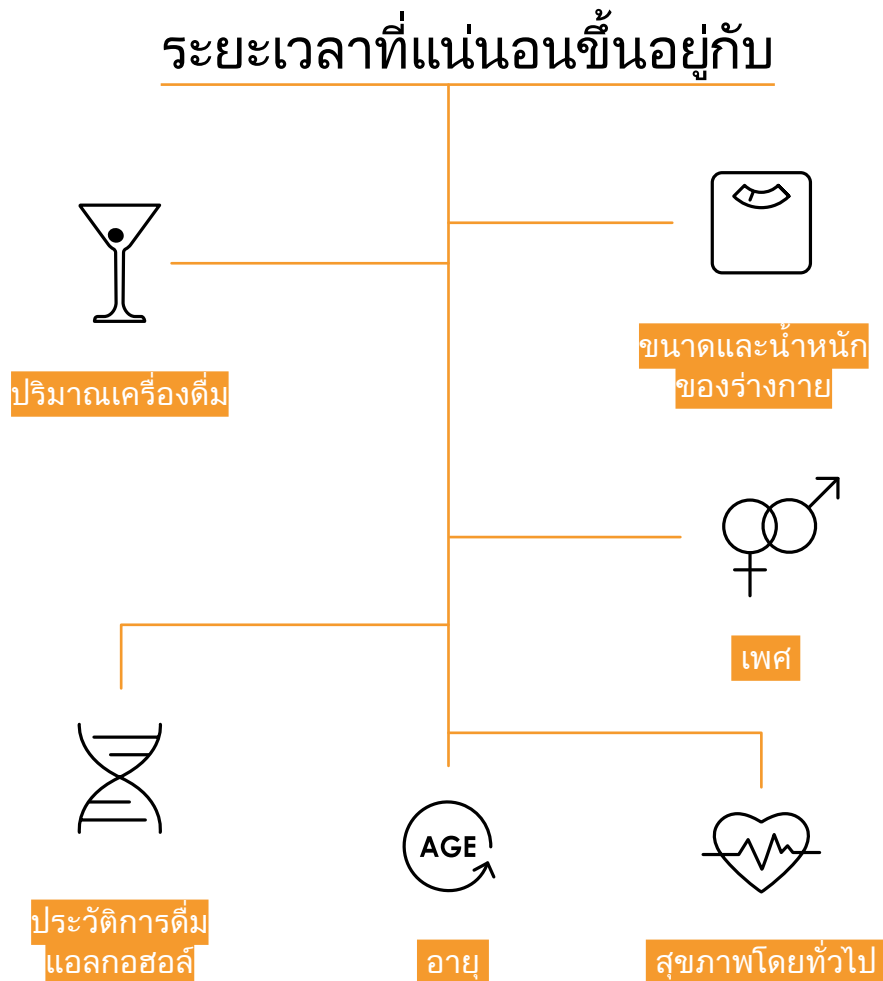 ระยะเวลาที่แน่นอนขึ้นอยู่กับ
ปริมาณเครื่องดื่ม
ขนาดและน้ำหนัก
ของร่างกาย
เพศ
ประวัติการดื่ม
แอลกอฮอล์
AGE
อายุ
สุขภาพโดยทั่วไป